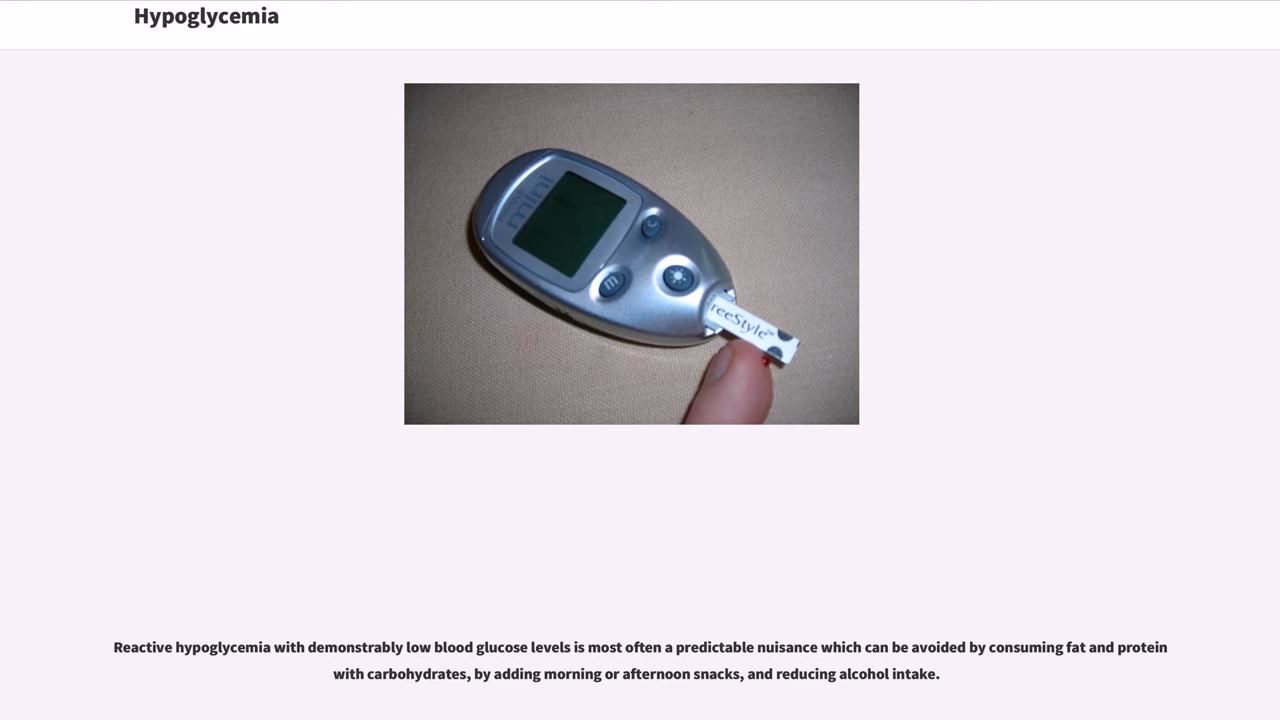 Hypoglycemia
mini
m
reeStyle
Reactive hypoglycemia with demonstrably low blood glucose levels is most often a predictable nuisance which can be avoided by consuming fat and protein
with carbohydrates, by adding morning or afternoon snacks, and reducing alcohol intake.